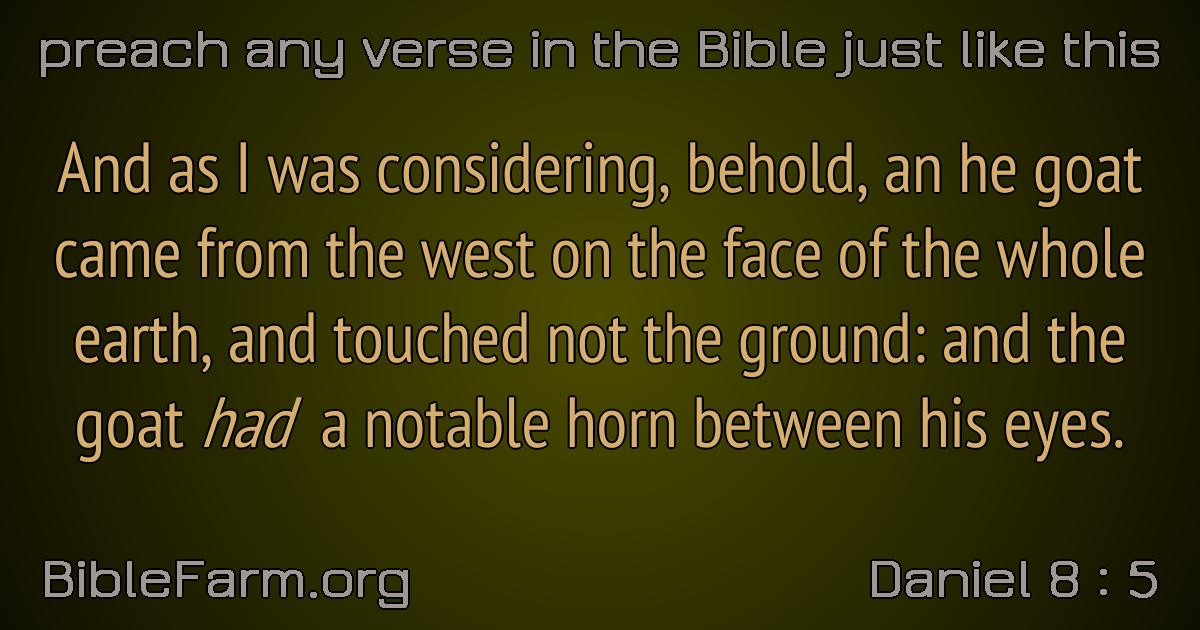 preach any verse in the Bible just like this
And as I was considering, behold, an he goat
came from the west on the face of the whole
earth, and touched not the ground: and the
goat had a notable horn between his eyes.
BibleFarm.org
Daniel 8 : 5